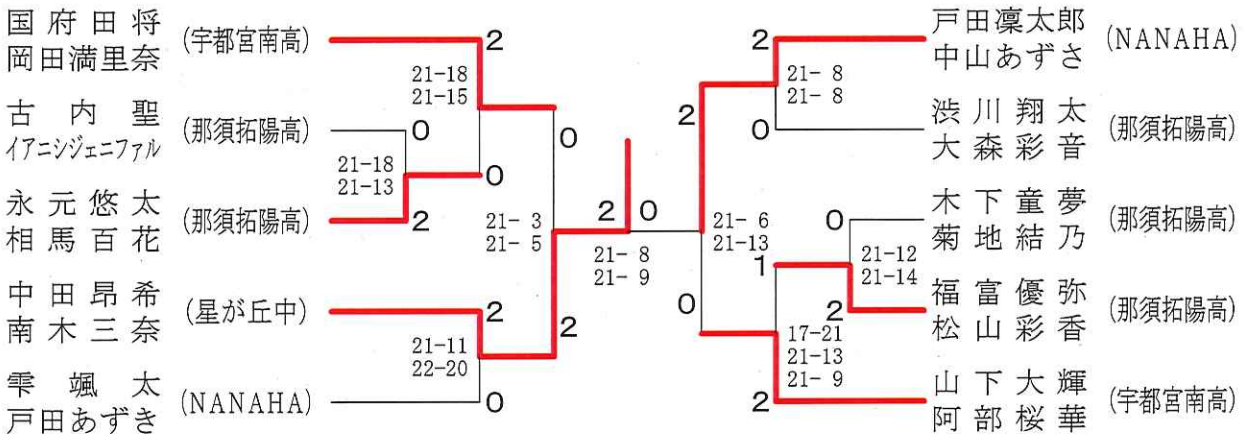 国府田将
岡田満里奈
(宇都宮南高)
2
21-18
21-15
古内聖
イアニシジェニファル
(那須拓陽高)
0
0
21-18
21-13
0
永元悠太
相馬百花
(那須拓陽高)
2
21- 3
21- 5
2
0
21- 8
21- 9
中田昂希
南木三奈
(星が丘中)
2
2
21-11
22-20
雫颯太
戸田あずき
(NANAHA)
0
2
戸田凜太郎
中山あずさ
(NANAHA)
21- 8
21- 8
2
0
渋川翔太
大森彩音
(那須拓陽高)
21- 6
21-13
0
木下童夢
菊地結乃
(那須拓陽高)
21-12
21-14
1
0
2
福富優弥
松山彩香
(那須拓陽高)
17-21
21-13
21- 9
2
山下大輝
阿部桜華
(宇都宮南高)